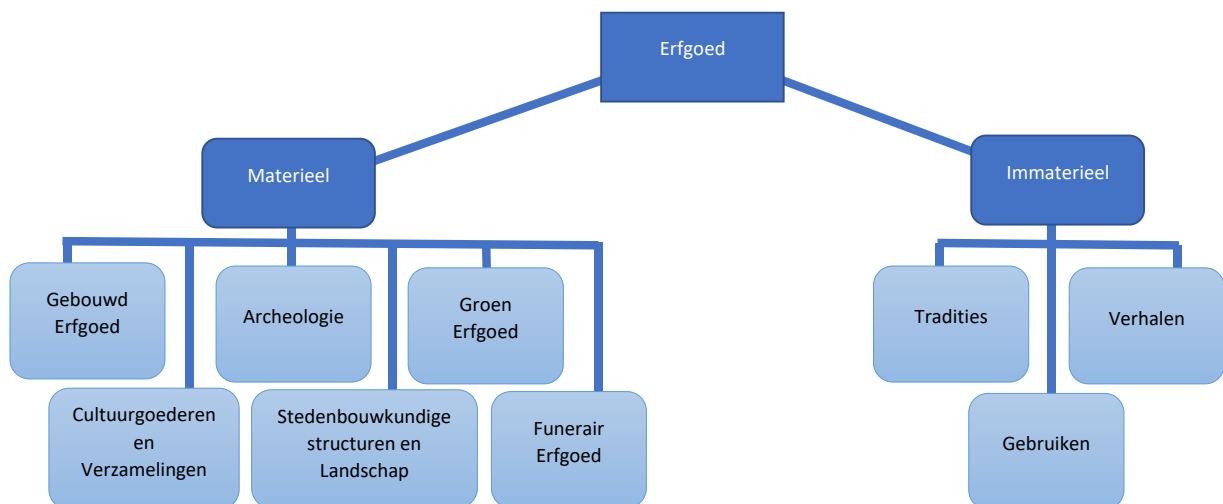 Erfgoed
Materieel
Immaterieel
Gebouwd
Erfgoed
Archeologie
Groen
Erfgoed
Tradities
Verhalen
Cultuurgoederen
en
Verzamelingen
Stedenbouwkundige
structuren en
Landschap
Funerair
Erfgoed
Gebruiken